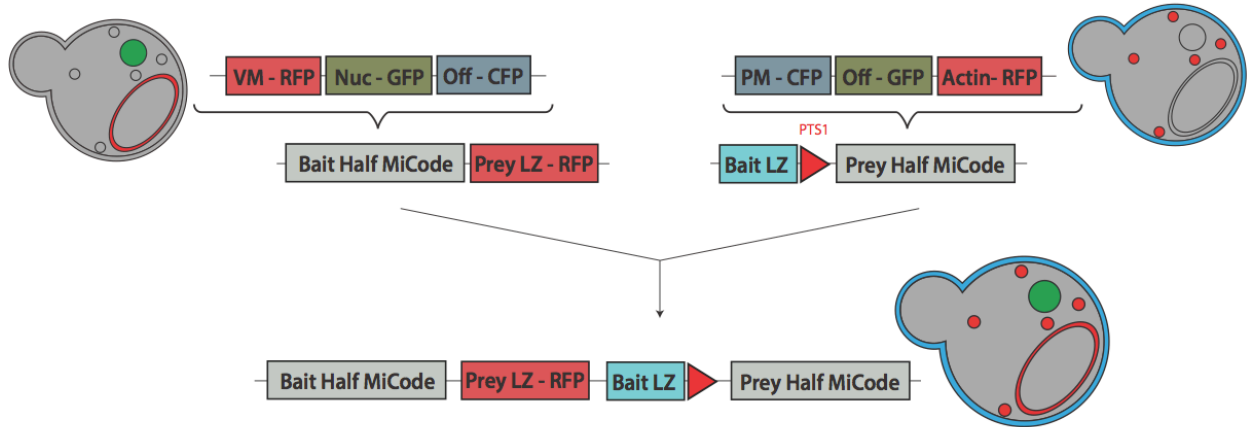 VM - RFP Nuc - GFP Off - CFP
PM - CFP Off - GFP Actin- RFP
PTS1
Bait Half MiCode Prey LZ - RFP
Bait LZ Prey Half MiCode
Bait Half MiCode Prey LZ - RFP Bait LZ Prey Half MiCode